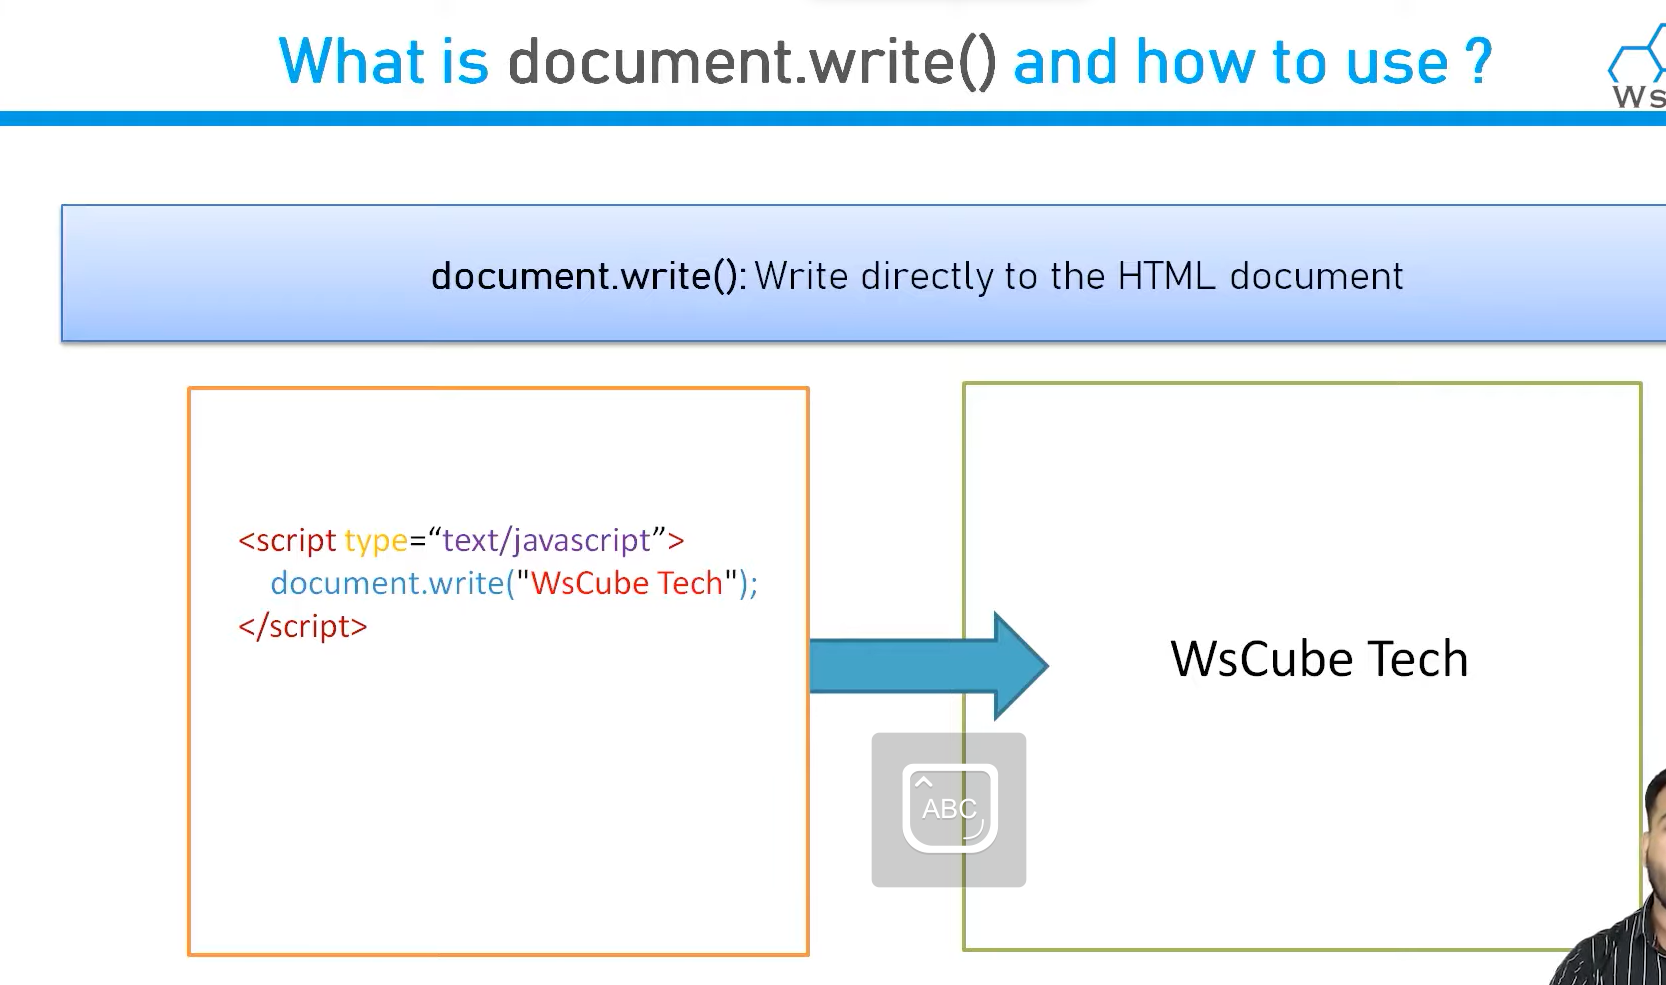 What is document.write() and how to use ?
Ws
document.write(): Write directly to the HTML document
<script type=“text/javascript”>
document.write("WsCube Tech");
</script>
WsCube Tech
ABC